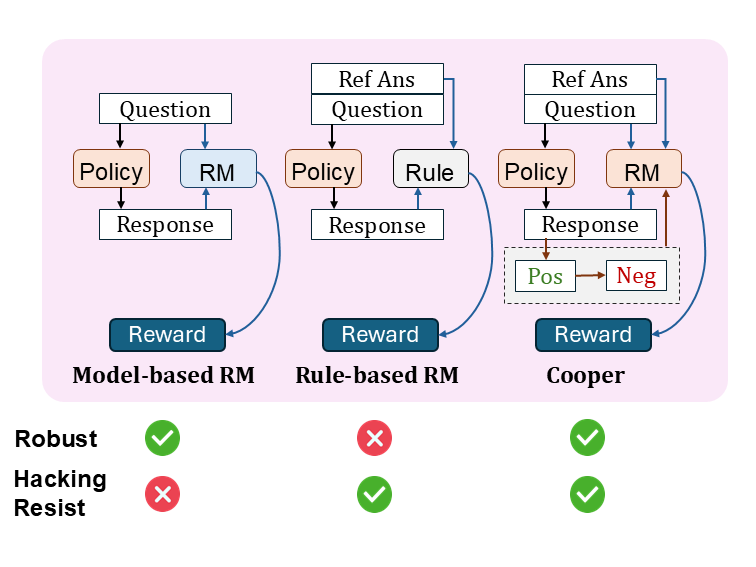 Question
Policy
RM
Response
Reward
Model-based RM
Ref Ans
Question
Policy
Rule
Response
Reward
Rule-based RM
Ref Ans
Question
Policy
RM
Response
Pos
Neg
Reward
Cooper
Robust
Hacking
Resist